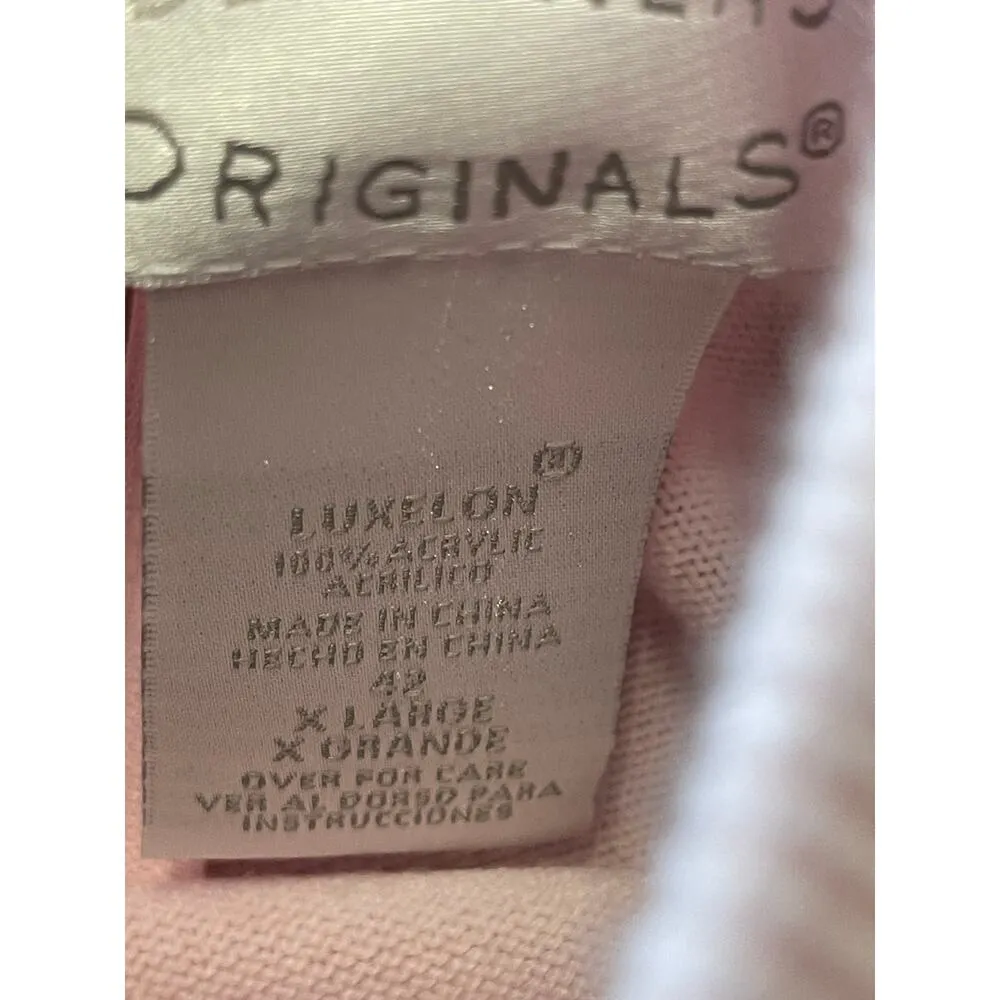 ORIGINALS®
LUXELON®
100% ACRYLIC
ACRILICO
MADE IN CHINA
HECHO EN CHINA
42
X LARGE
X GRANDE
OVER FOR CARE
VER AL DORSO PARA
INSTRUCCIONES